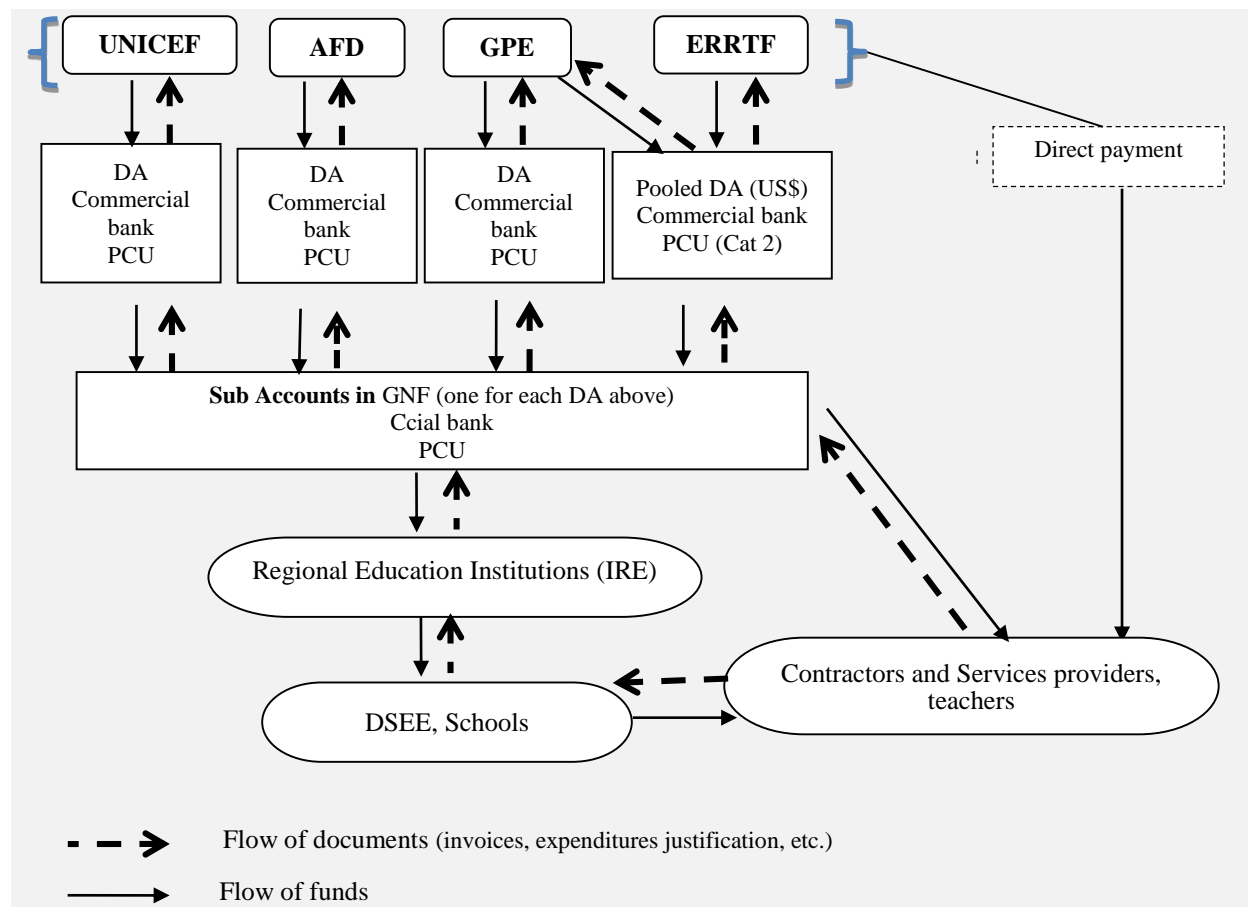 UNICEF
AFD
GPE
ERRTF
Direct payment
DA
Commercial
bank
PCU
DA
Commercial
bank
PCU
DA
Commercial
bank
PCU
Pooled DA (US$)
Commercial bank
PCU (Cat 2)
Sub Accounts in GNF (one for each DA above)
Ccial bank
PCU
Regional Education Institutions (IRE)
Contractors and Services providers,
teachers
DSEE, Schools
Flow of documents (invoices, expenditures justification, etc.)
Flow of funds